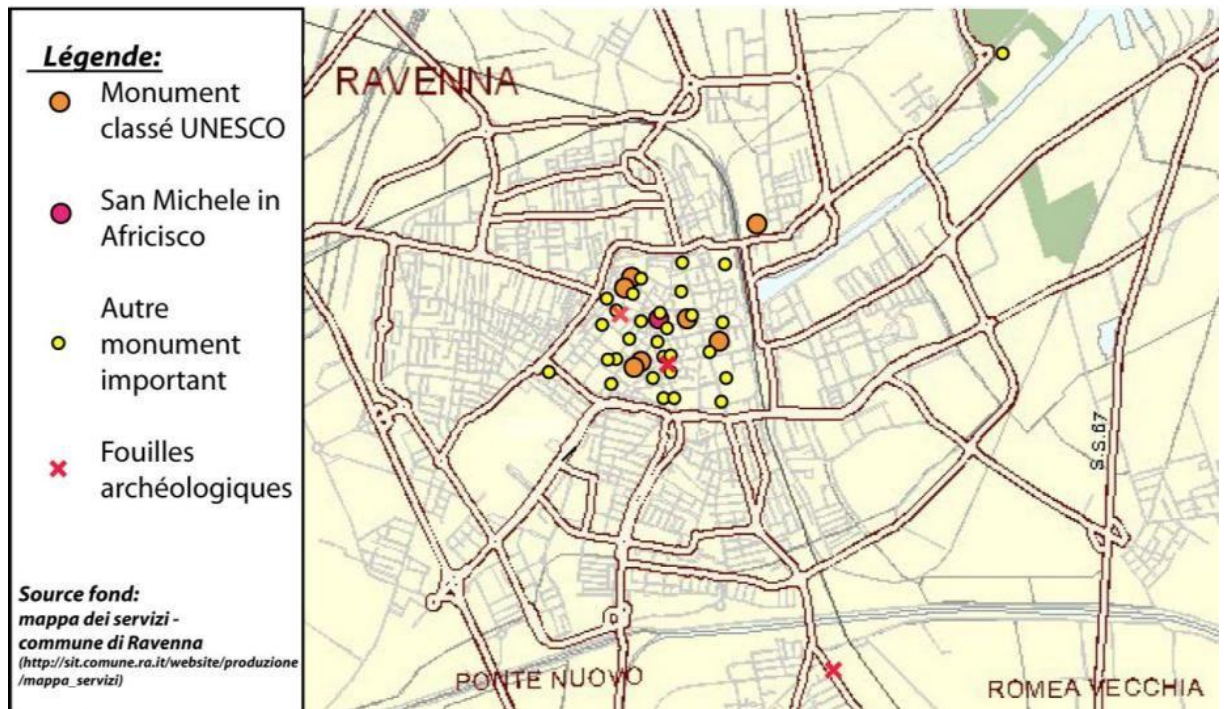 Légende:
Monument
classé UNESCO
San Michele in
Africisco
Autre
monument
important
Fouilles
archéologiques
Source fond:
mappa dei servizi -
commune di Ravenna
(http://sit.comune.ra.it/website/produzione
/mappa_servizi)
RAVENNA
S.S.67
PONTE NUOVO
ROMEA VECCHIA